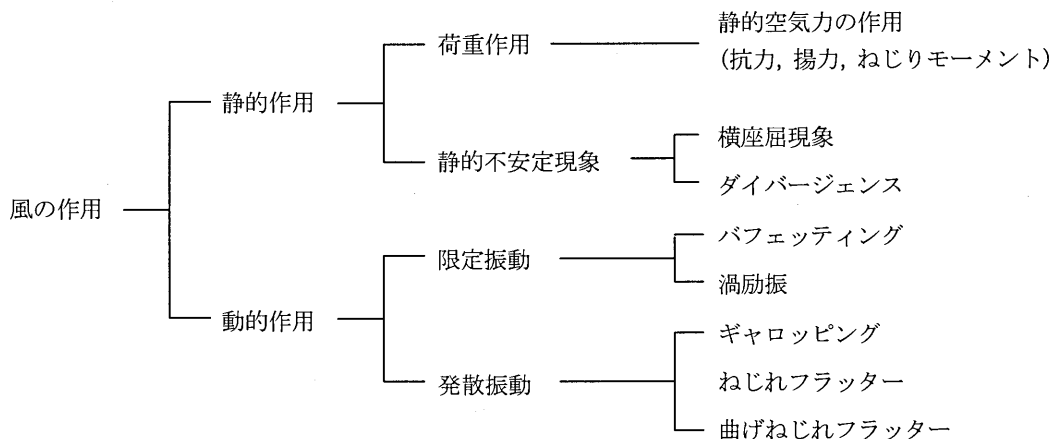 風の作用
静的作用
荷重作用
静的空気力の作用
(抗力, 揚力, ねじりモーメント)
静的不安定現象
横座屈現象
ダイバージェンス
動的作用
限定振動
バフェッティング
渦励振
発散振動
ギャロッピング
ねじれフラッター
曲げねじれフラッター